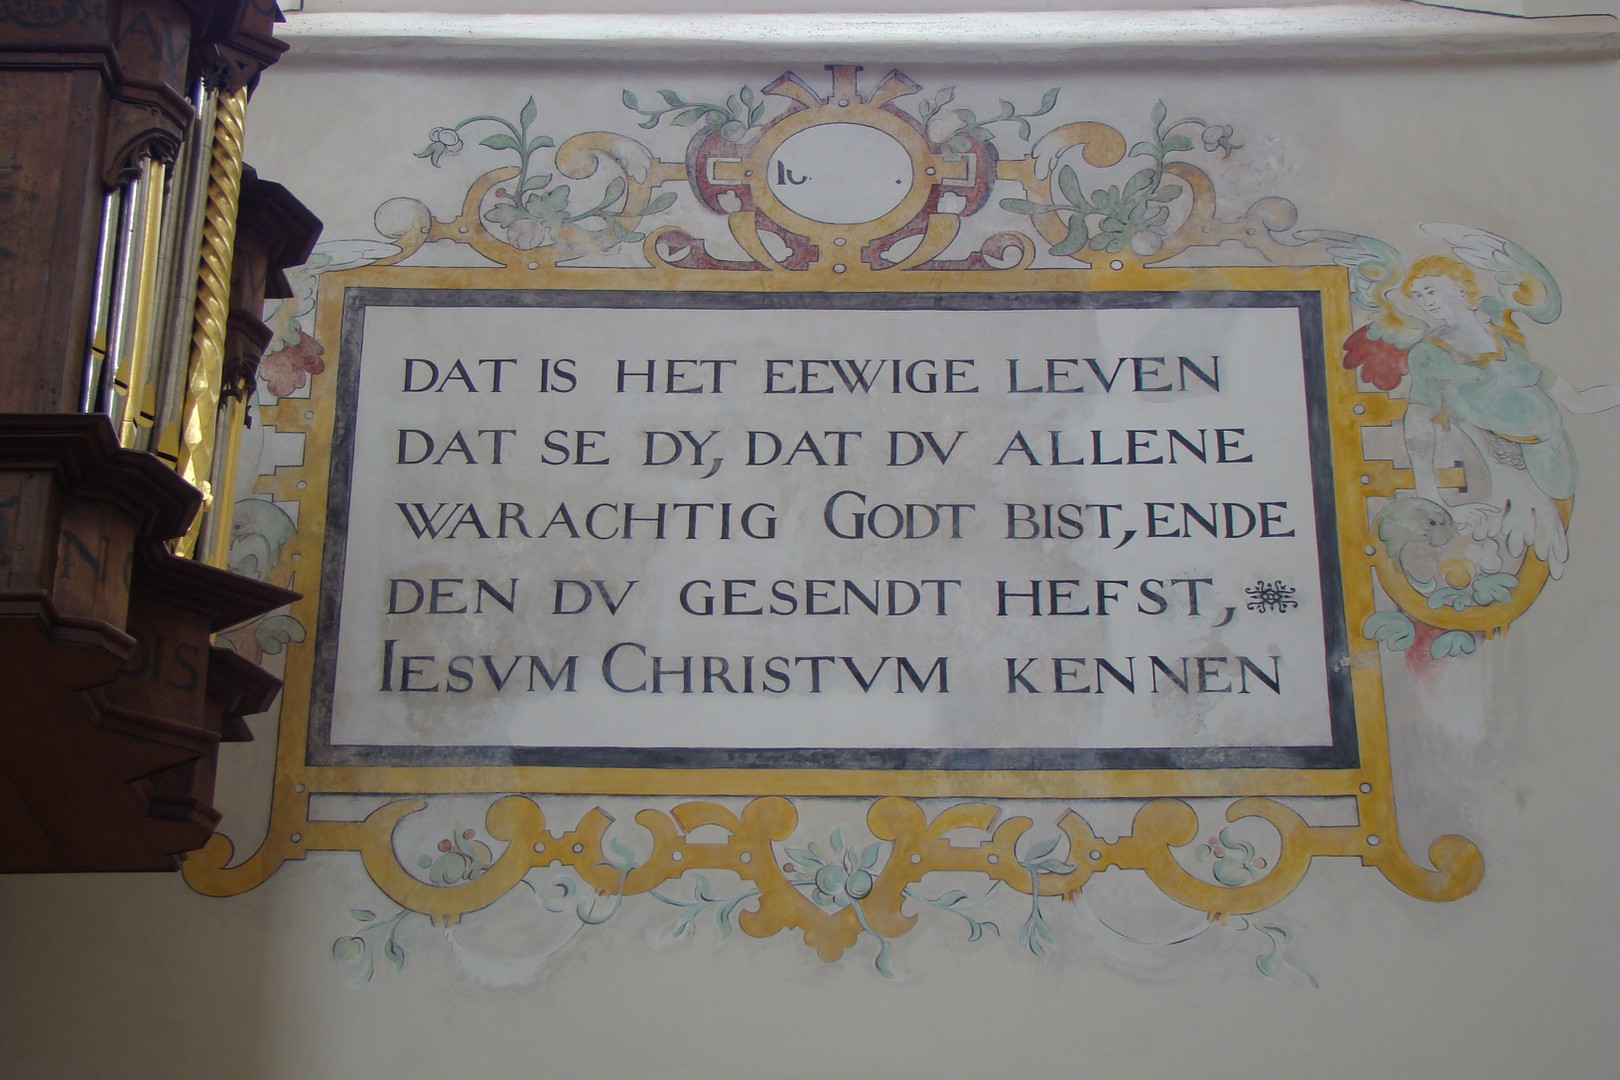 DAT IS HET EEWIGE LEVEN
DAT SE DY, DAT DV ALLENE
WARACHTIG GODT BIST, ENDE
DEN DV GESENDT HEFST,
IESVM CHRISTVM KENNEN